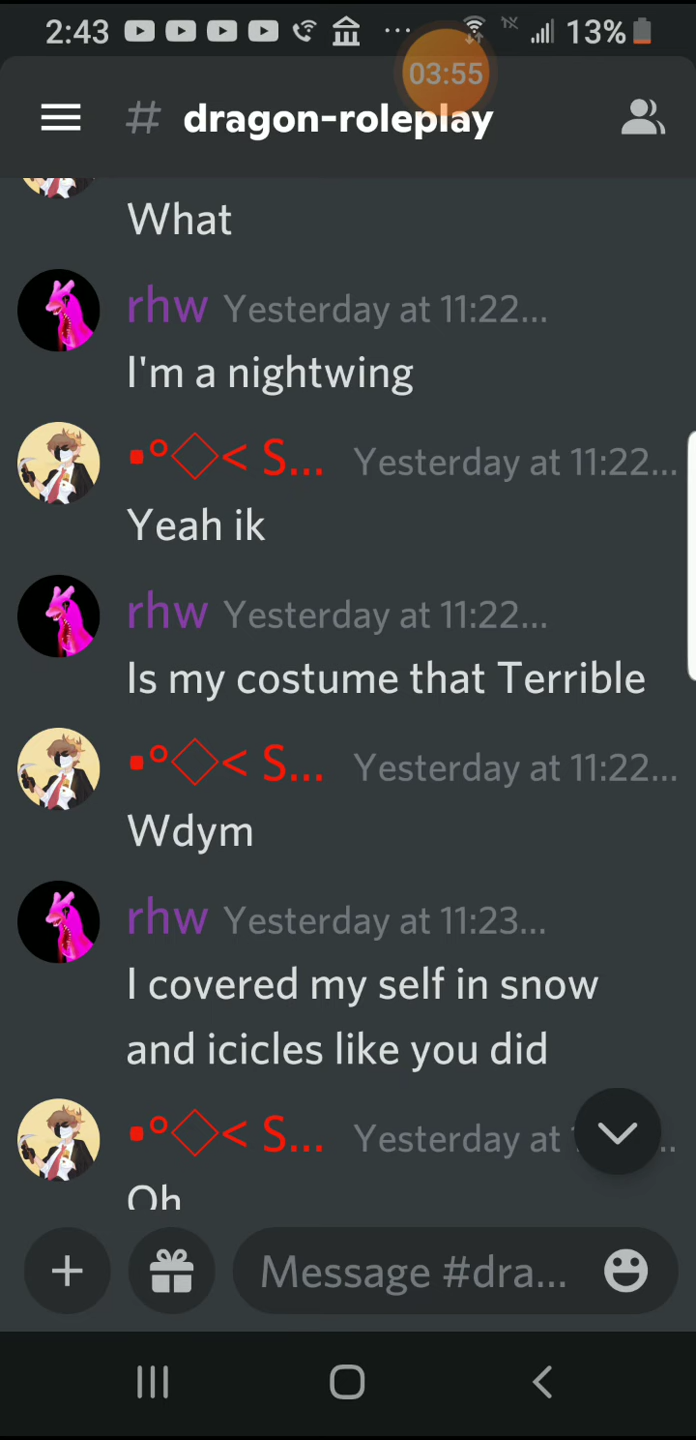 2:43
13%
03:55
# dragon-roleplay
What
rhw Yesterday at 11:22...
I'm a nightwing
▪°◇< S... Yesterday at 11:22...
Yeah ik
rhw Yesterday at 11:22...
Is my costume that Terrible
▪°◇< S... Yesterday at 11:22...
Wdym
rhw Yesterday at 11:23...
I covered my self in snow
and icicles like you did
▪°◇< S... Yesterday at
Oh
Message #dra...